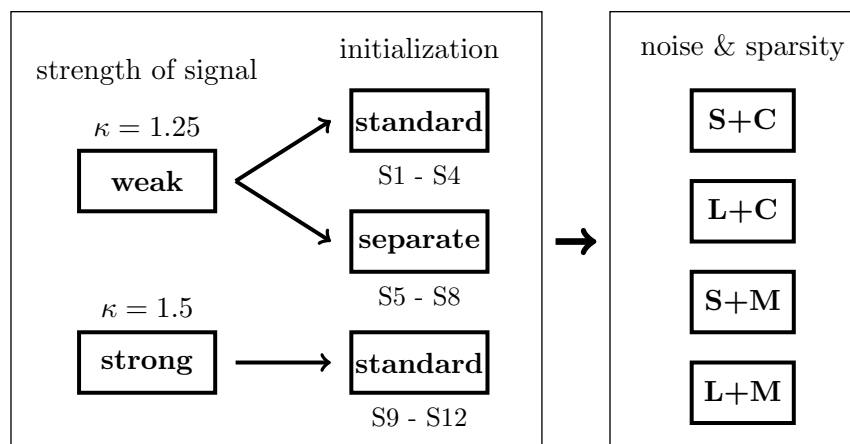 strength of signal
κ = 1.25
weak
κ = 1.5
strong
initialization
standard
S1 - S4
separate
S5 - S8
standard
S9 - S12
noise & sparsity
S+C
L+C
S+M
L+M